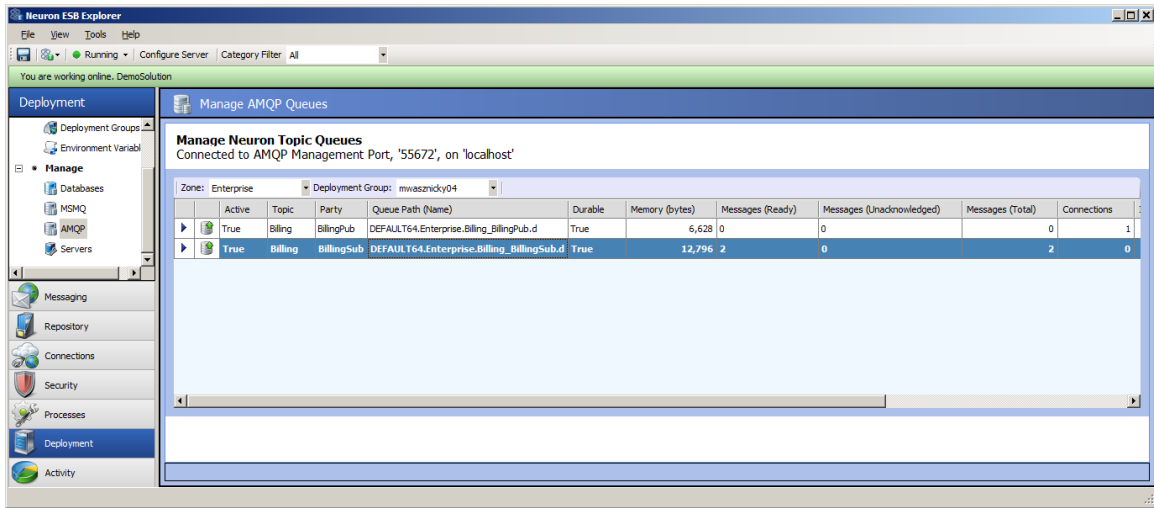 Neuron ESB Explorer
File View Tools Help
Running Configure Server Category Filter All
You are working online. DemoSolution
Deployment
Deployment Groups
Environment Variabl
Manage
Databases
MSMQ
AMQP
Servers
Messaging
Repository
Connections
Security
Processes
Deployment
Activity
Manage AMQP Queues
Manage Neuron Topic Queues
Connected to AMQP Management Port, '55672', on 'localhost'
Zone: Enterprise Deployment Group: mwasznicky04
Active Topic Party Queue Path (Name) Durable Memory (bytes) Messages (Ready) Messages (Unacknowledged) Messages (Total) Connections
True Billing BillingPub DEFAULT64.Enterprise.Billing_BillingPub.d True 6,628 0 0 0 1
True Billing BillingSub DEFAULT64.Enterprise.Billing_BillingSub.d True 12,796 2 0 2 0